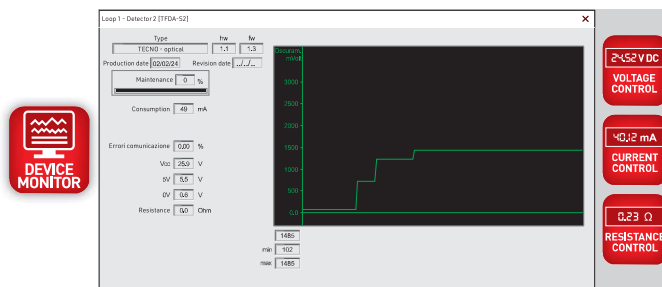 Loop 1 - Detector 2 [TFDA-S2]
Type hw fw
TECNO - optical 1.1 1.3
Production date 02/02/24 Revision date ../../...
Maintenance 0 %
Consumption 49 mA
Errori comunicazione 0,00 %
Vcc 25.9 V
5V 5,5 V
0V 0.6 V
Resistance 0,0 Ohm
Oscuram.
mVolt
3000
2500
2000
1500
1000
500
0.0
1485
min 102
max 1485
DEVICE
MONITOR
24.52 V DC
VOLTAGE
CONTROL
40.12 mA
CURRENT
CONTROL
0.23 Ω
RESISTANCE
CONTROL